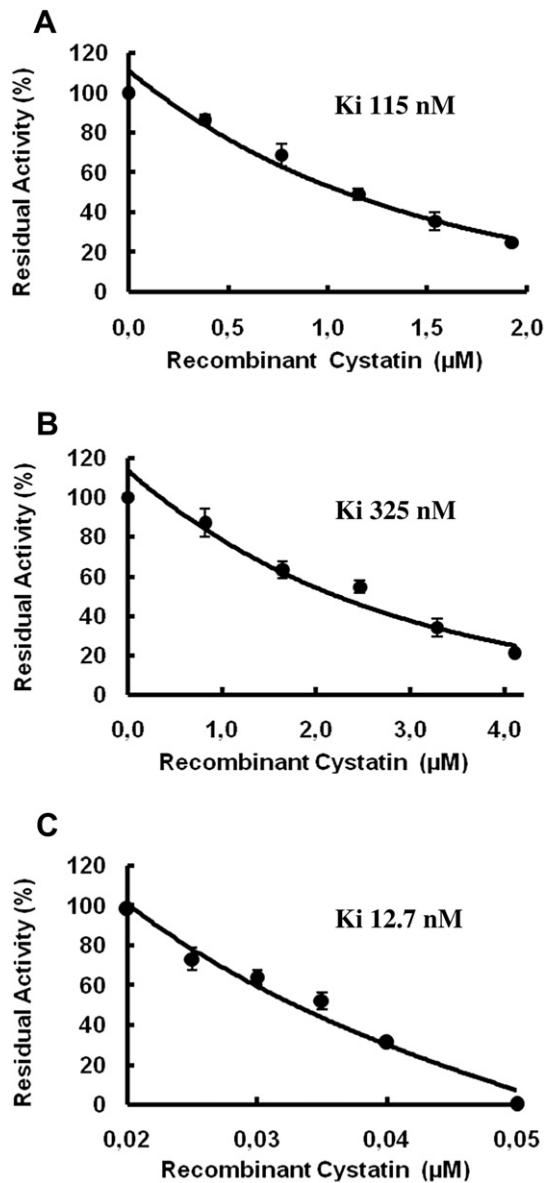 A
Residual Activity (%)
120
100
80
60
40
20
0
Ki 115 nM
0,0 0,5 1,0 1,5 2,0
Recombinant Cystatin (µM)
B
Residual Activity (%)
120
100
80
60
40
20
0
Ki 325 nM
0,0 1,0 2,0 3,0 4,0
Recombinant Cystatin (µM)
C
Residual Activity (%)
120
100
80
60
40
20
0
Ki 12.7 nM
0,02 0,03 0,04 0,05
Recombinant Cystatin (µM)